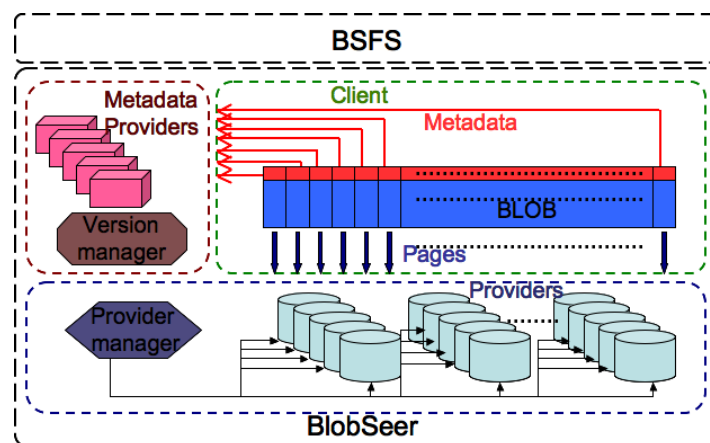 BSFS
Client
Metadata
Providers
Metadata
Version
manager
BLOB
Pages
Providers
Provider
manager
BlobSeer